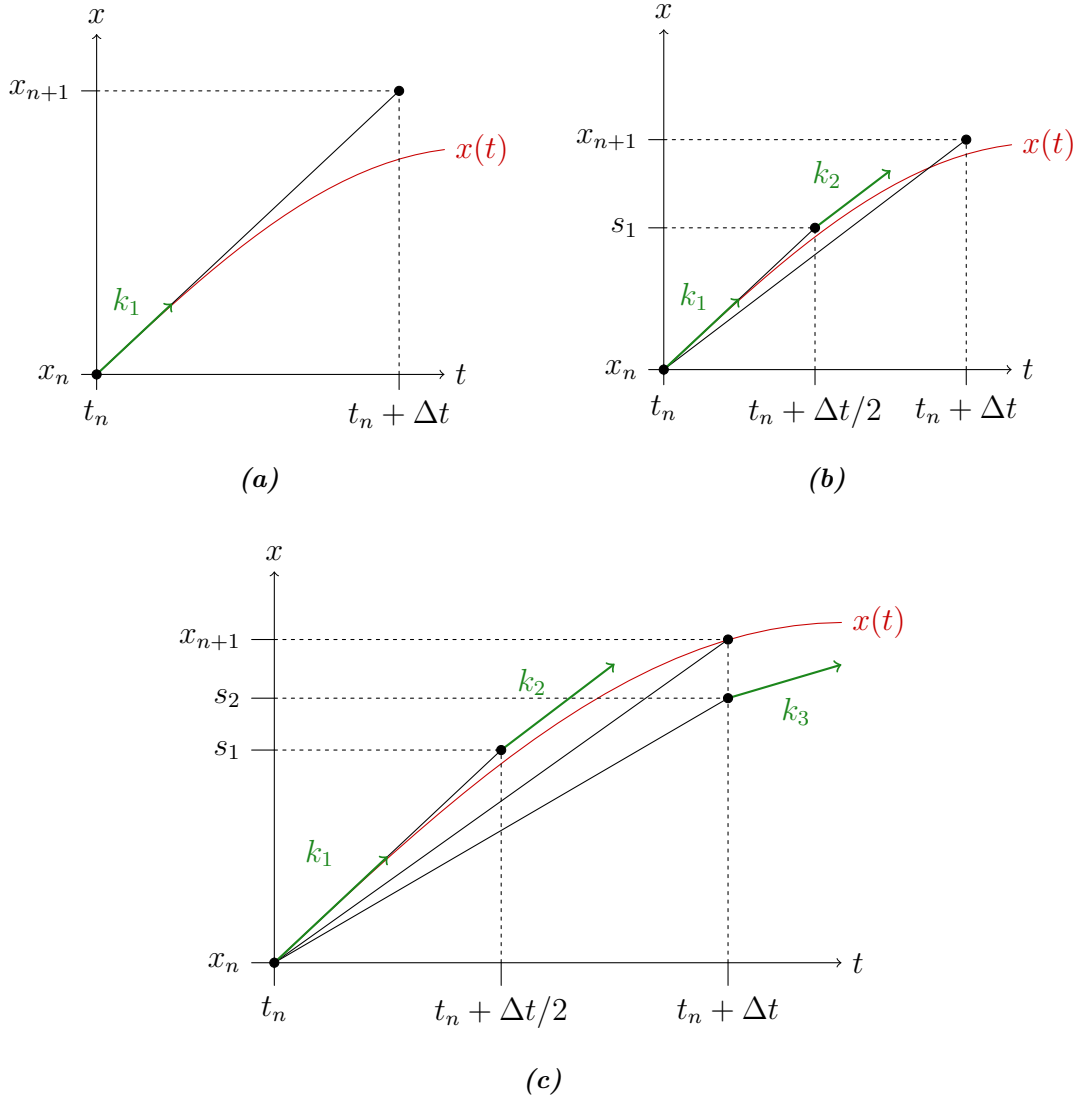 x
x_{n+1}
x(t)
k_1
x_n
t
t_n
t_n + Δt
(a)
x
x_{n+1}
x(t)
k_2
s_1
k_1
x_n
t
t_n
t_n + Δt/2
t_n + Δt
(b)
x
x_{n+1}
x(t)
k_2
s_2
k_3
s_1
k_1
x_n
t
t_n
t_n + Δt/2
t_n + Δt
(c)